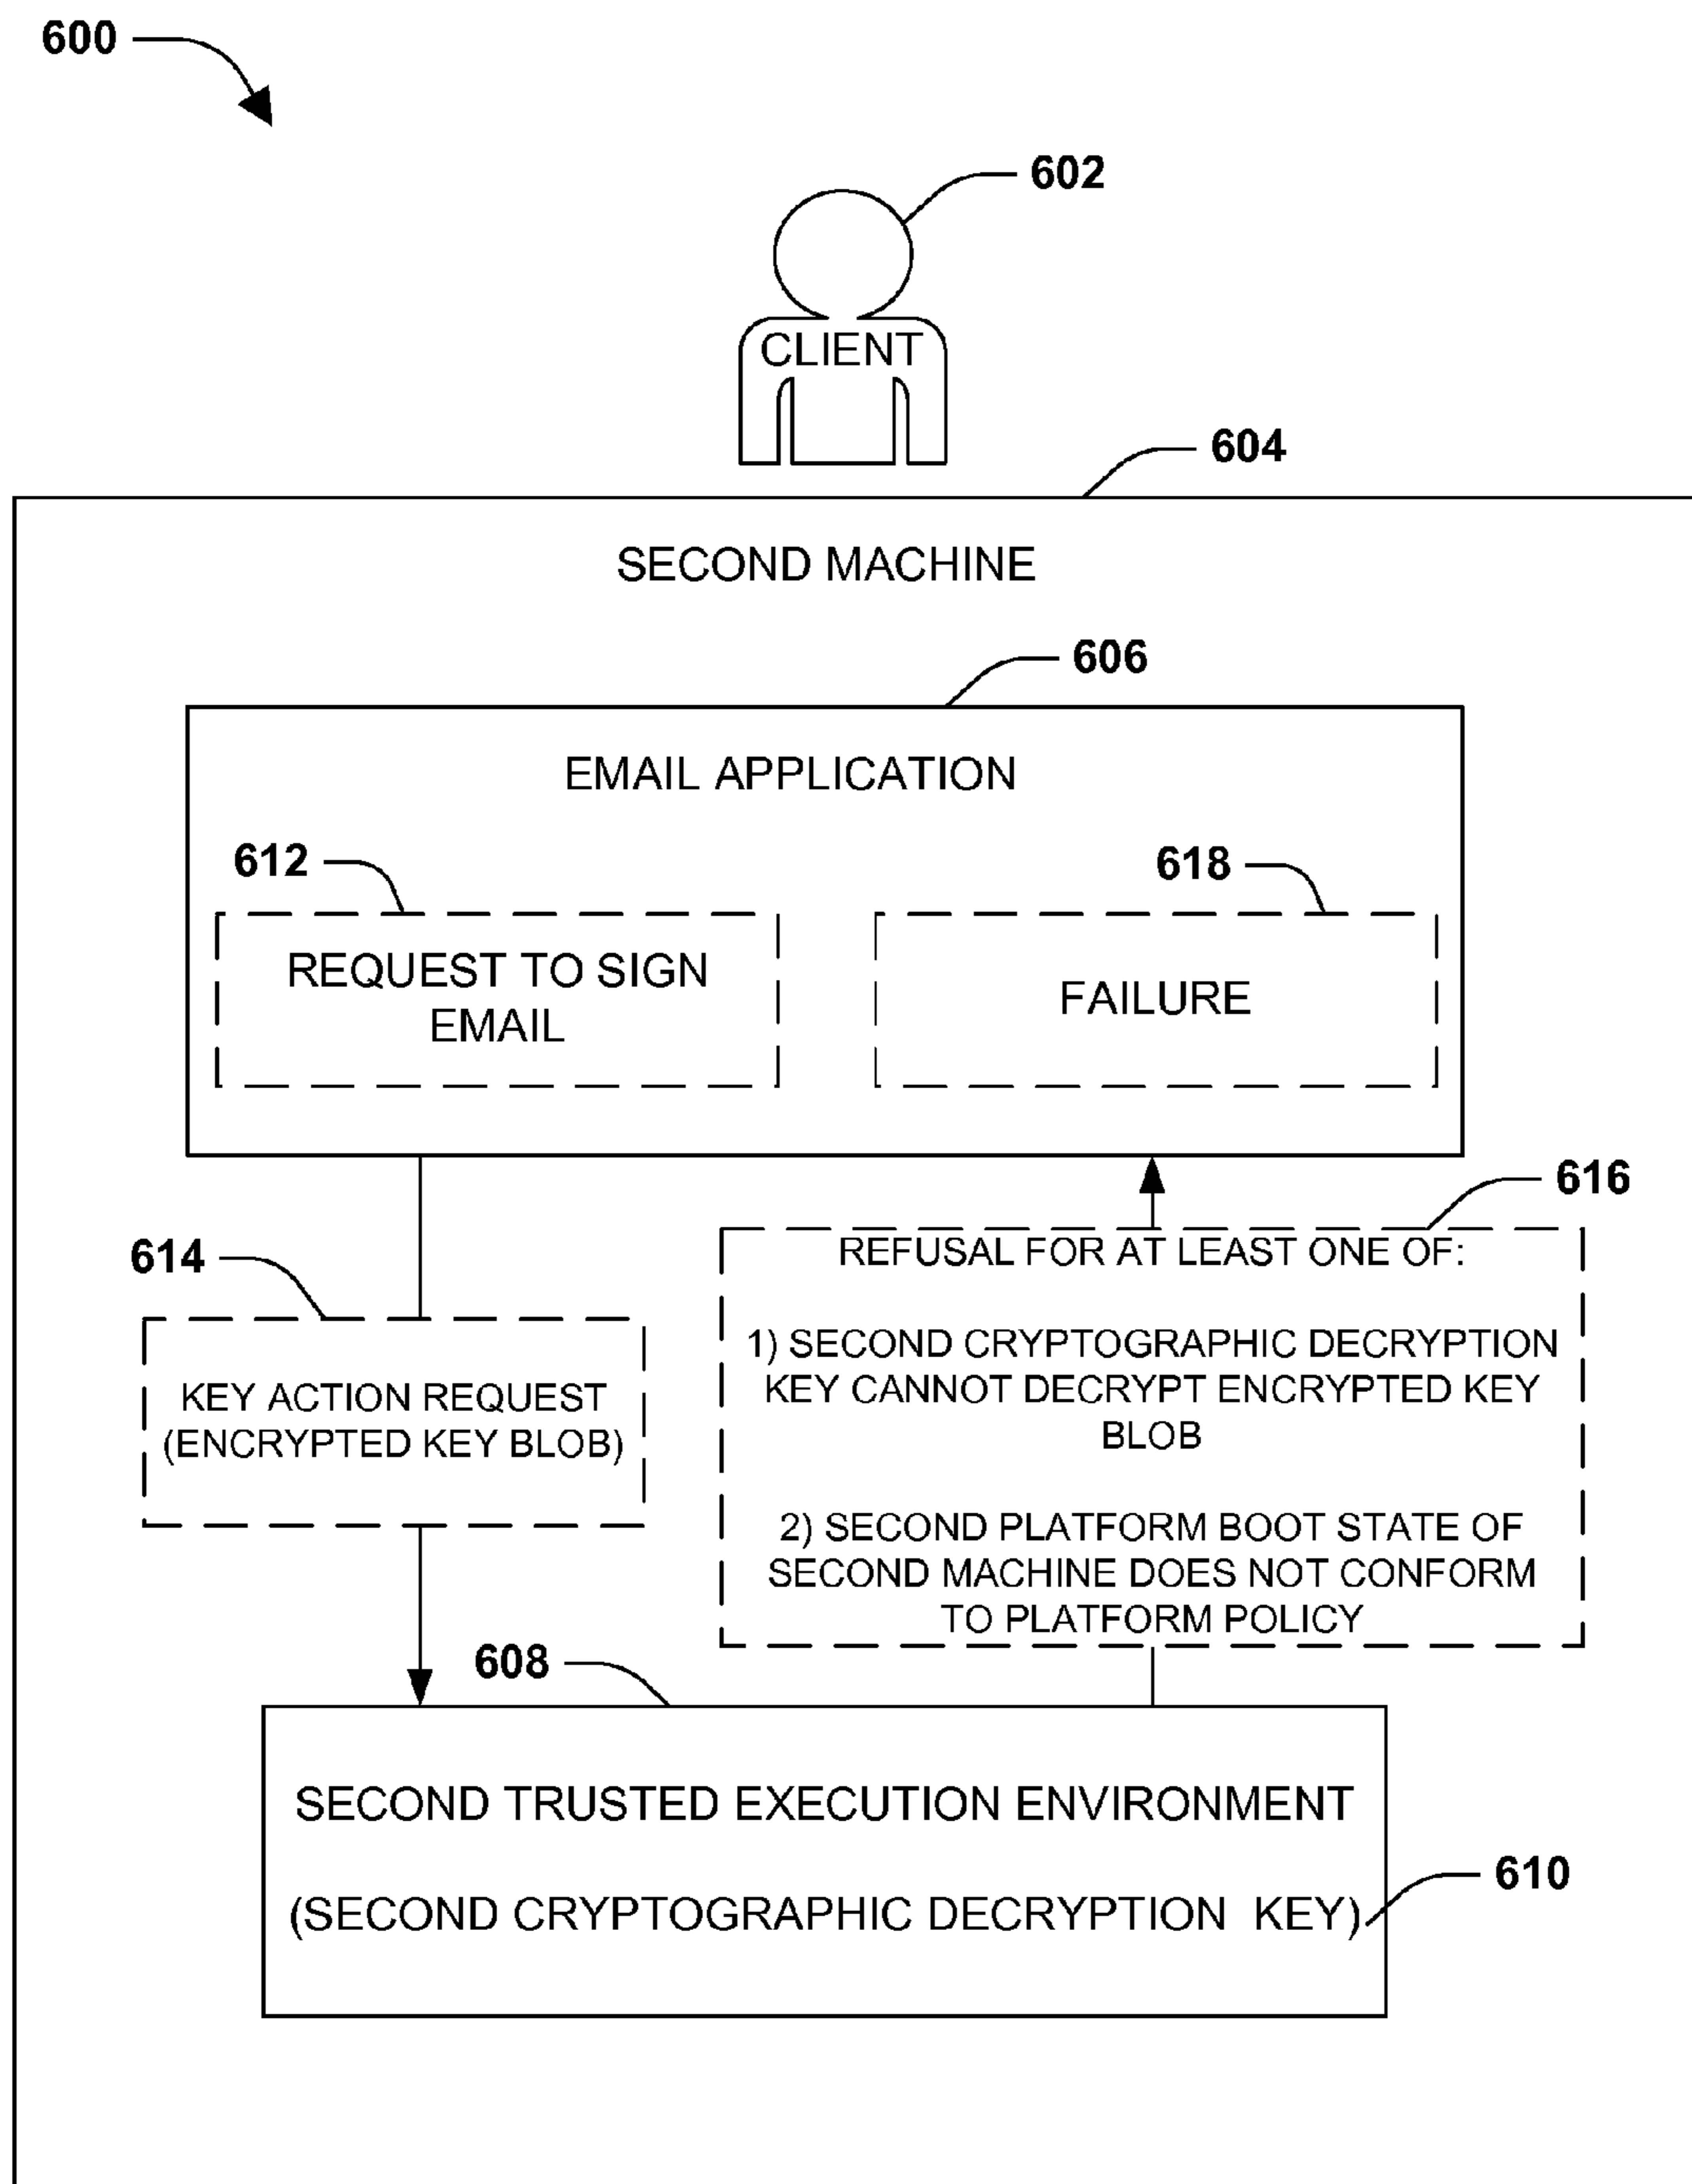 600
602
CLIENT
604
SECOND MACHINE
606
EMAIL APPLICATION
612
618
REQUEST TO SIGN
EMAIL
FAILURE
616
614
REFUSAL FOR AT LEAST ONE OF:
1) SECOND CRYPTOGRAPHIC DECRYPTION
KEY CANNOT DECRYPT ENCRYPTED KEY
BLOB
KEY ACTION REQUEST
(ENCRYPTED KEY BLOB)
2) SECOND PLATFORM BOOT STATE OF
SECOND MACHINE DOES NOT CONFORM
TO PLATFORM POLICY
608
SECOND TRUSTED EXECUTION ENVIRONMENT
610
(SECOND CRYPTOGRAPHIC DECRYPTION KEY)